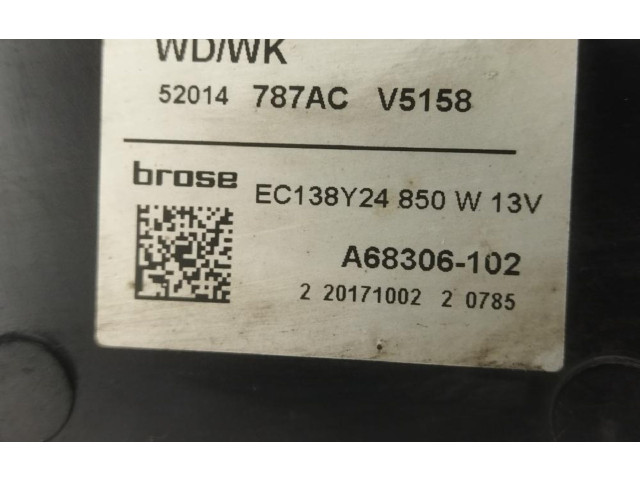 WD/WK
52014 787AC V5158
brose EC138Y24 850 W 13V
A68306-102
2 20171002 2 0785